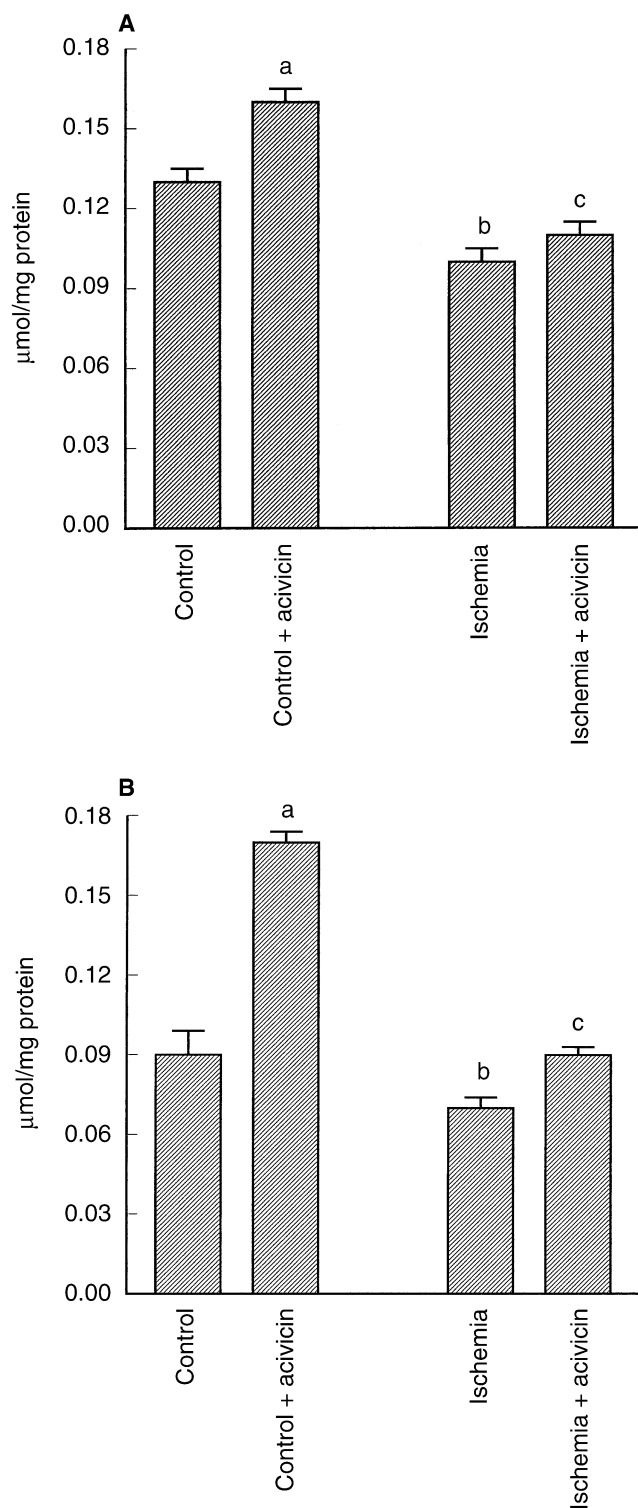 A
0.18
0.15
0.12
0.09
0.06
0.03
0.00
µmol/mg protein
a
b
c
Control
Control + acivicin
Ischemia
Ischemia + acivicin
B
0.18
0.15
0.12
0.09
0.06
0.03
0.00
µmol/mg protein
a
b
c
Control
Control + acivicin
Ischemia
Ischemia + acivicin